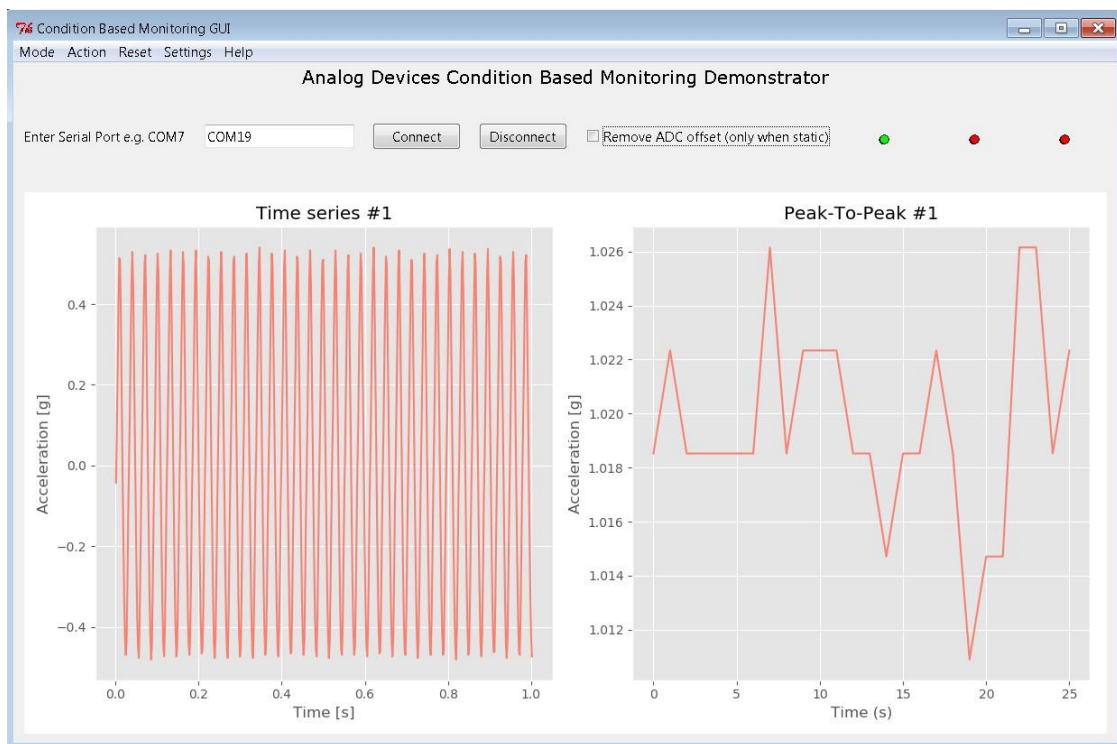 Condition Based Monitoring GUI
Mode Action Reset Settings Help
Analog Devices Condition Based Monitoring Demonstrator
Enter Serial Port e.g. COM7 COM19 Connect Disconnect Remove ADC offset (only when static)
Time series #1
Acceleration [g]
0.4
0.2
0.0
−0.2
−0.4
0.0 0.2 0.4 0.6 0.8 1.0
Time [s]
Peak-To-Peak #1
Acceleration [g]
1.026
1.024
1.022
1.020
1.018
1.016
1.014
1.012
0 5 10 15 20 25
Time (s)